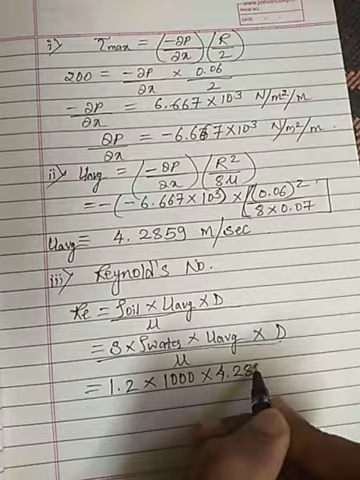 i) τmax = (-∂P/∂x) (R/2)
200 = -∂P/∂x × 0.06/2
-∂P/∂x = 6.667 × 10³ N/m²/m
∂P/∂x = -6.667 × 10³ N/m²/m.
ii) uavg = (-∂P/∂x) (R²/8μ)
= -(-6.667 × 10³) × [(0.06)²/8 × 0.07]
uavg = 4.2859 m/sec
iii) Reynold's No.
Re = ρoil × uavg × D/μ
= S × ρwater × uavg × D/μ
= 1.2 × 1000 × 4.28